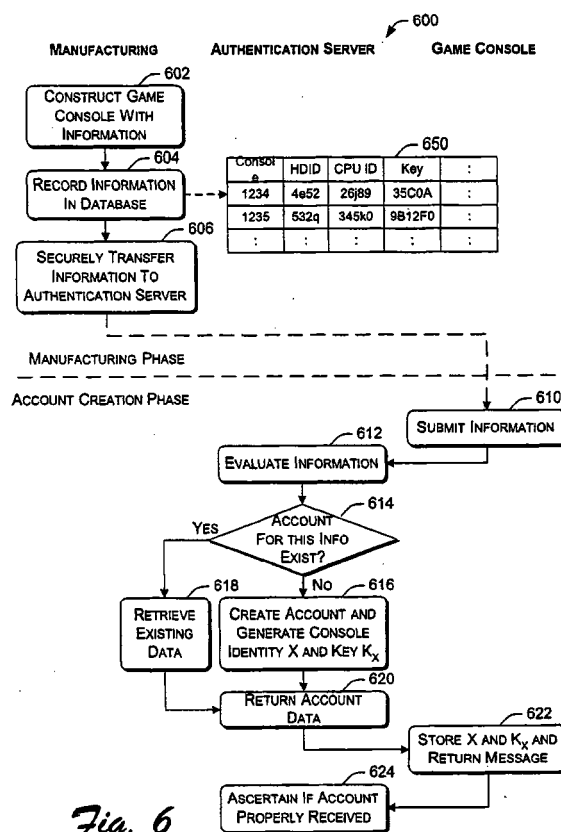 600
MANUFACTURING AUTHENTICATION SERVER GAME CONSOLE
602
CONSTRUCT GAME
CONSOLE WITH
INFORMATION
604
RECORD INFORMATION
IN DATABASE
606
SECURELY TRANSFER
INFORMATION TO
AUTHENTICATION SERVER
650
Consol
e HDID CPU ID Key :
1234 4e52 26j89 35C0A :
1235 532q 345k0 9B12F0 :
: : : :
MANUFACTURING PHASE
ACCOUNT CREATION PHASE
610
SUBMIT INFORMATION
612
EVALUATE INFORMATION
614
ACCOUNT
FOR THIS INFO
EXIST?
YES
NO
618
RETRIEVE
EXISTING
DATA
616
CREATE ACCOUNT AND
GENERATE CONSOLE
IDENTITY X AND KEY KX
620
RETURN ACCOUNT
DATA
622
STORE X AND KX AND
RETURN MESSAGE
624
ASCERTAIN IF ACCOUNT
PROPERLY RECEIVED
Fig. 6